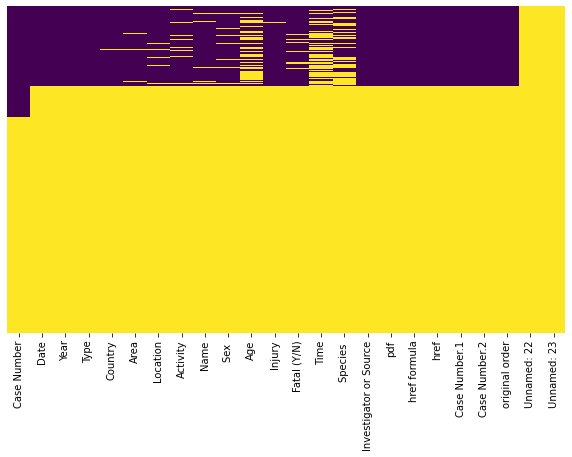 Case Number
Date
Year
Type
Country
Area
Location
Activity
Name
Sex
Age
Injury
Fatal (Y/N)
Time
Species
Investigator or Source
pdf
href formula
href
Case Number.1
Case Number.2
original order
Unnamed: 22
Unnamed: 23